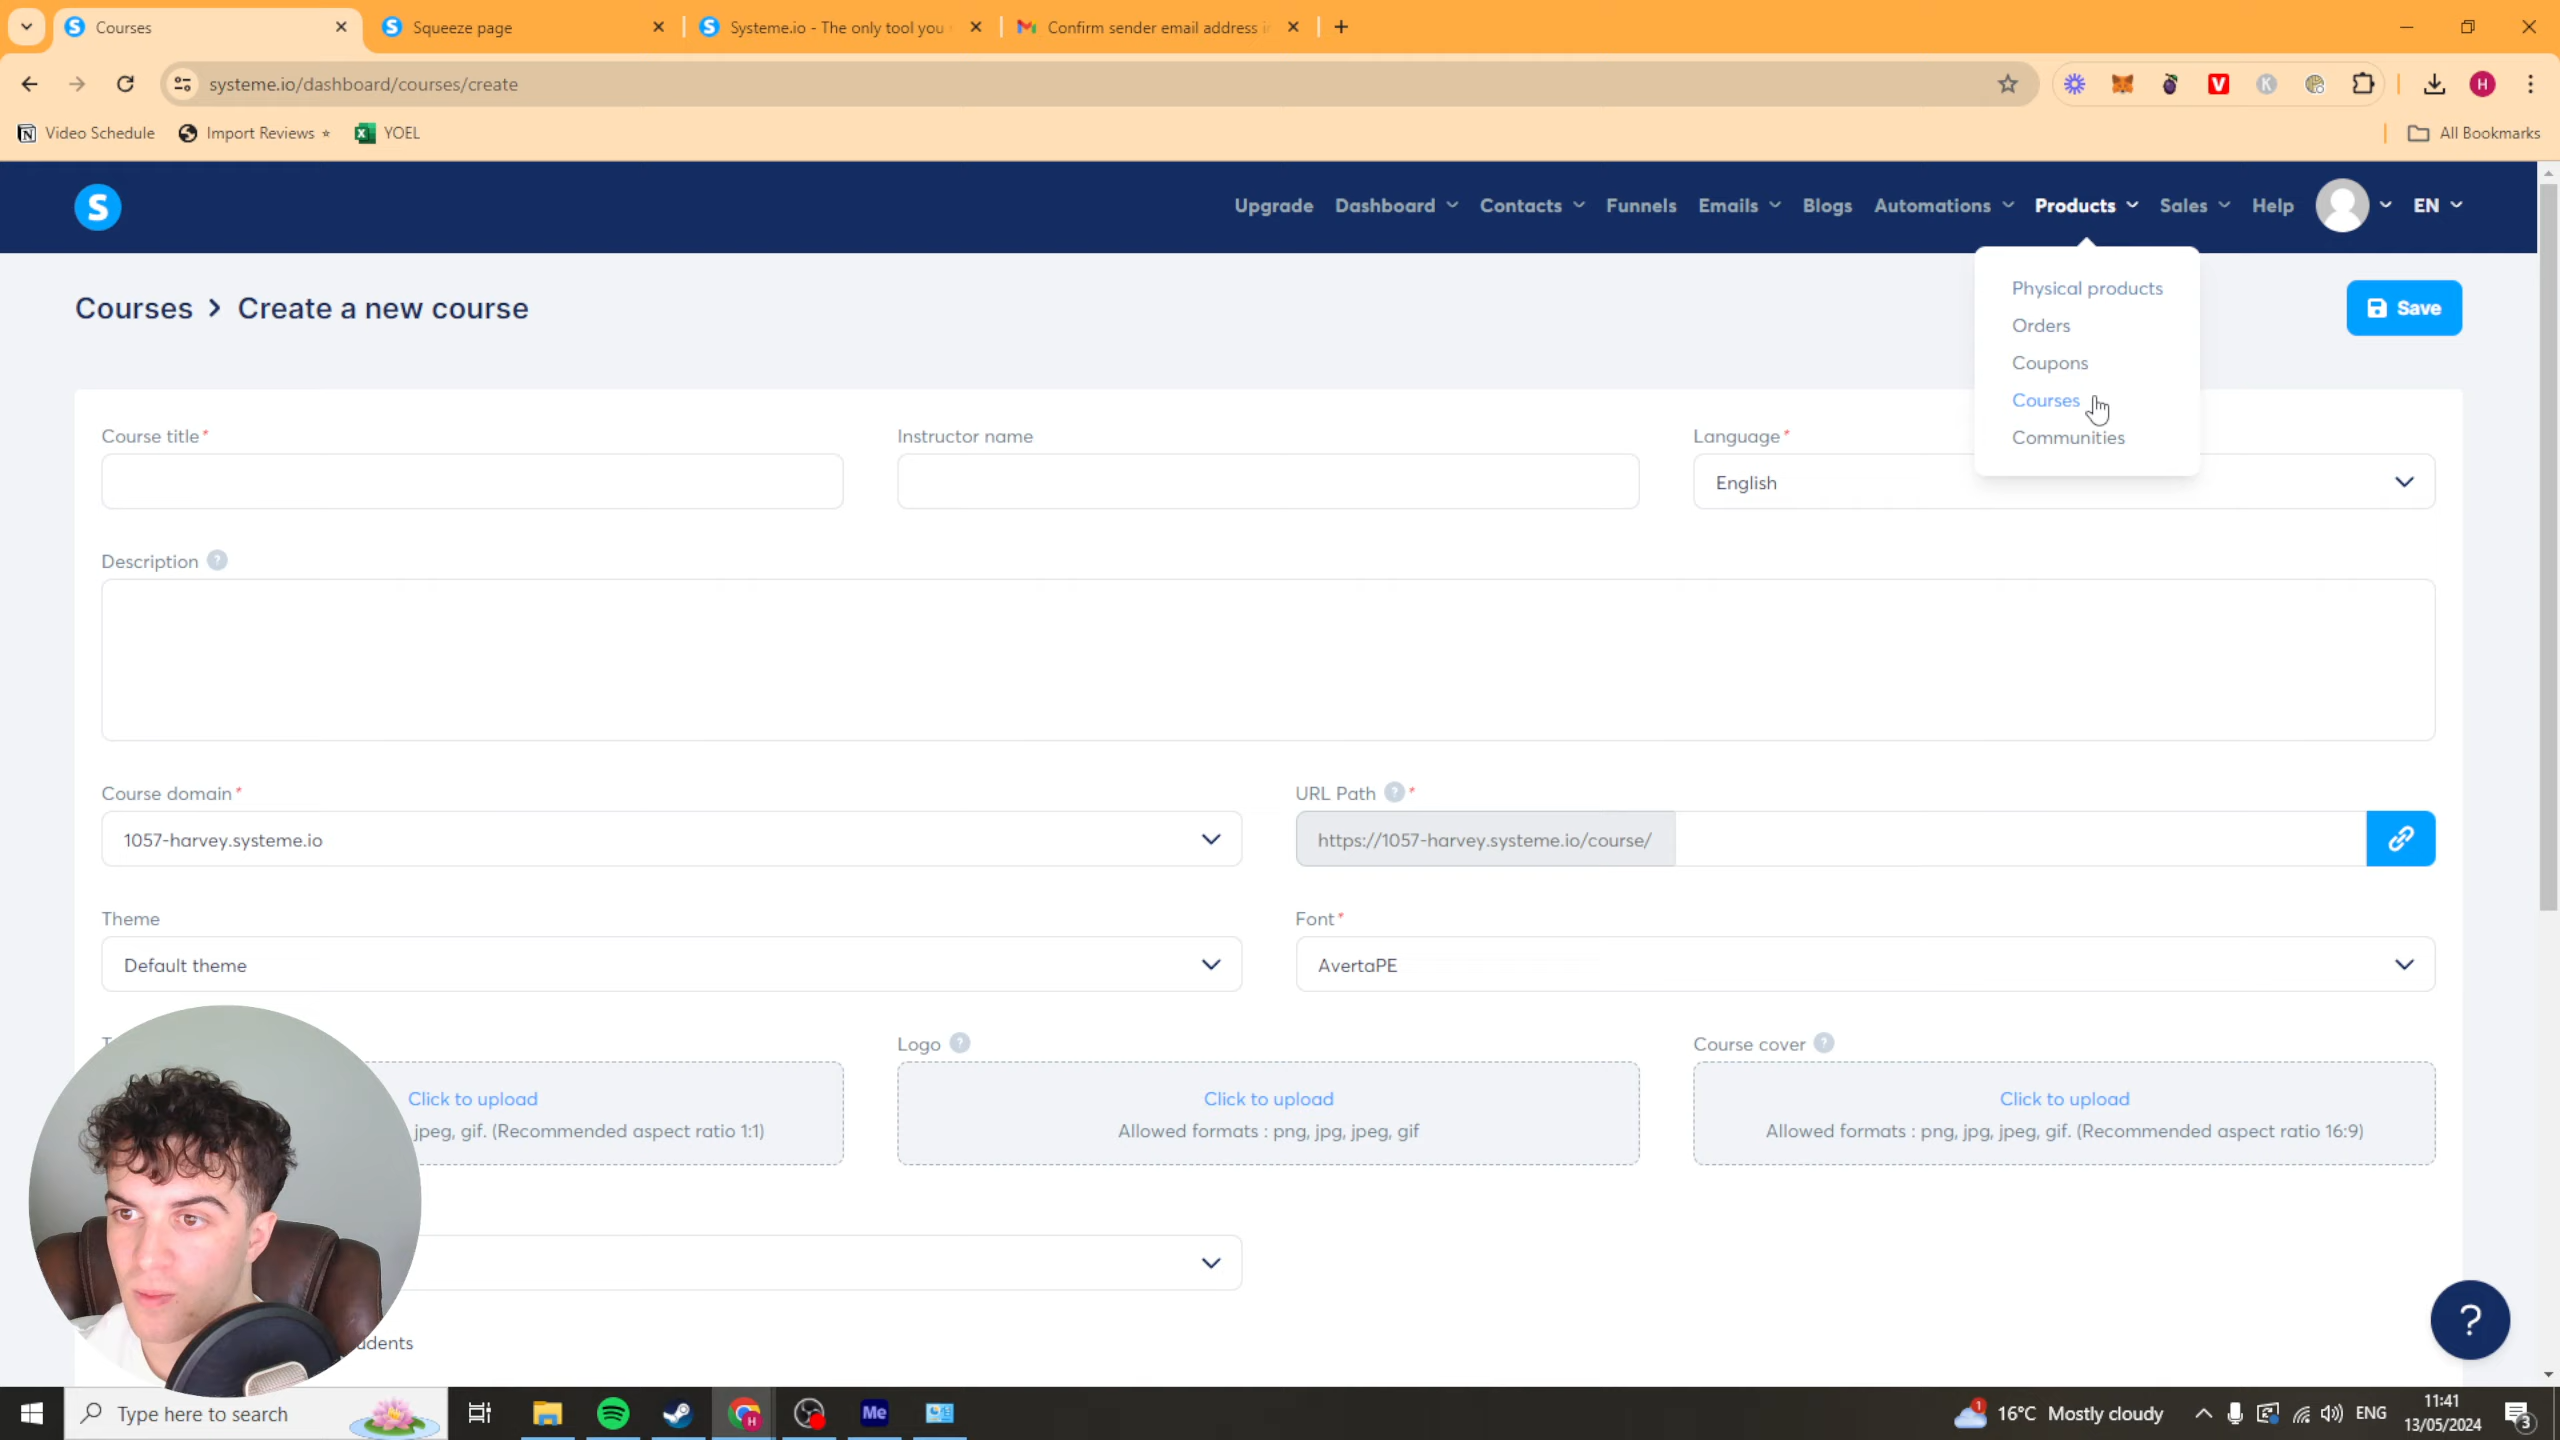 Courses
Squeeze page
Systeme.io - The only tool you
Confirm sender email address i
systeme.io/dashboard/courses/create
Video Schedule
Import Reviews ⭐
YOEL
All Bookmarks
S
Upgrade
Dashboard
Contacts
Funnels
Emails
Blogs
Automations
Products
Sales
Help
EN
Physical products
Orders
Coupons
Courses
Communities
Courses > Create a new course
Save
Course title*
Instructor name
Language*
English
Description ?
Course domain*
1057-harvey.systeme.io
URL Path ? *
https://1057-harvey.systeme.io/course/
Theme
Default theme
Font*
AvertaPE
Logo ?
Course cover ?
Click to upload
jpeg, gif. (Recommended aspect ratio 1:1)
Click to upload
Allowed formats : png, jpg, jpeg, gif
Click to upload
Allowed formats : png, jpg, jpeg, gif. (Recommended aspect ratio 16:9)
udents
?
Type here to search
Me
16°C Mostly cloudy
ENG
11:41
13/05/2024
3